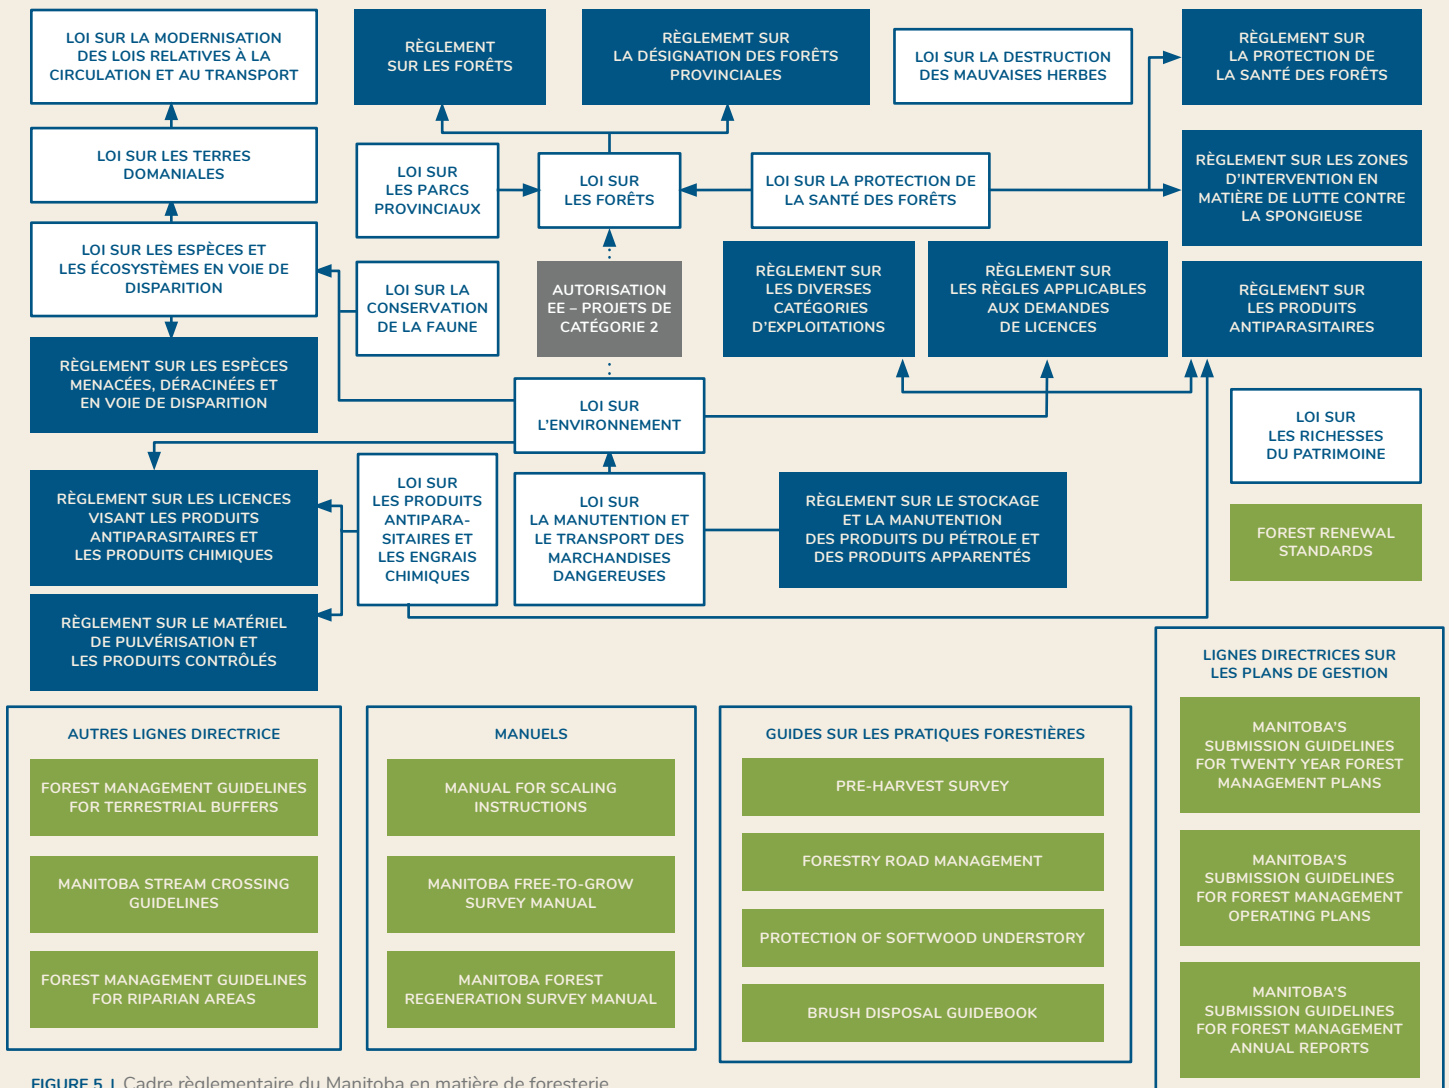 LOI SUR LA MODERNISATION
DES LOIS RELATIVES À LA
CIRCULATION ET AU TRANSPORT
RÈGLEMENT
SUR LES FORÊTS
RÈGLEMEMT SUR
LA DÉSIGNATION DES FORÊTS
PROVINCIALES
LOI SUR LA DESTRUCTION
DES MAUVAISES HERBES
RÈGLEMENT SUR
LA PROTECTION DE
LA SANTÉ DES FORÊTS
LOI SUR LES TERRES
DOMANIALES
LOI SUR
LES PARCS
PROVINCIAUX
LOI SUR
LES FORÊTS
LOI SUR LA PROTECTION DE
LA SANTÉ DES FORÊTS
RÈGLEMENT SUR LES ZONES
D'INTERVENTION EN
MATIÈRE DE LUTTE CONTRE
LA SPONGIEUSE
LOI SUR LES ESPÈCES ET
LES ÉCOSYSTÈMES EN VOIE DE
DISPARITION
LOI SUR LA
CONSERVATION
DE LA FAUNE
AUTORISATION
EE – PROJETS DE
CATÉGORIE 2
RÈGLEMENT SUR
LES DIVERSES
CATÉGORIES
D'EXPLOITATIONS
RÈGLEMENT SUR
LES RÈGLES APPLICABLES
AUX DEMANDES
DE LICENCES
RÈGLEMENT SUR
LES PRODUITS
ANTIPARASITAIRES
RÈGLEMENT SUR LES ESPÈCES
MENACÉES, DÉRACINÉES ET
EN VOIE DE DISPARITION
LOI SUR
L'ENVIRONNEMENT
LOI SUR
LES RICHESSES
DU PATRIMOINE
RÈGLEMENT SUR LES LICENCES
VISANT LES PRODUITS
ANTIPARASITAIRES ET
LES PRODUITS CHIMIQUES
LOI SUR
LES PRODUITS
ANTIPARA-
SITAIRES ET
LES ENGRAIS
CHIMIQUES
LOI SUR
LA MANUTENTION ET
LE TRANSPORT DES
MARCHANDISES
DANGEREUSES
RÈGLEMENT SUR LE STOCKAGE
ET LA MANUTENTION
DES PRODUITS DU PÉTROLE ET
DES PRODUITS APPARENTÉS
FOREST RENEWAL
STANDARDS
RÈGLEMENT SUR LE MATÉRIEL
DE PULVÉRISATION ET
LES PRODUITS CONTRÔLÉS
AUTRES LIGNES DIRECTRICE
FOREST MANAGEMENT GUIDELINES
FOR TERRESTRIAL BUFFERS
MANITOBA STREAM CROSSING
GUIDELINES
FOREST MANAGEMENT GUIDELINES
FOR RIPARIAN AREAS
MANUELS
MANUAL FOR SCALING
INSTRUCTIONS
MANITOBA FREE-TO-GROW
SURVEY MANUAL
MANITOBA FOREST
REGENERATION SURVEY MANUAL
GUIDES SUR LES PRATIQUES FORESTIÈRES
PRE-HARVEST SURVEY
FORESTRY ROAD MANAGEMENT
PROTECTION OF SOFTWOOD UNDERSTORY
BRUSH DISPOSAL GUIDEBOOK
LIGNES DIRECTRICES SUR
LES PLANS DE GESTION
MANITOBA'S
SUBMISSION GUIDELINES
FOR TWENTY YEAR FOREST
MANAGEMENT PLANS
MANITOBA'S
SUBMISSION GUIDELINES
FOR FOREST MANAGEMENT
OPERATING PLANS
MANITOBA'S
SUBMISSION GUIDELINES
FOR FOREST MANAGEMENT
ANNUAL REPORTS
FIGURE 5 | Cadre règlementaire du Manitoba en matière de foresterie